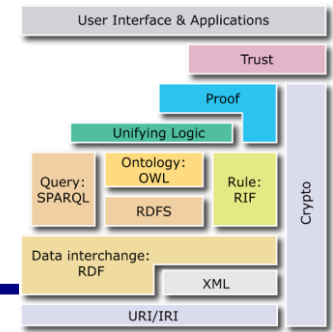 User Interface & Applications
Trust
Proof
Unifying Logic
Ontology:
OWL
Query:
SPARQL
Rule:
RIF
RDFS
Crypto
Data interchange:
RDF
XML
URI/IRI